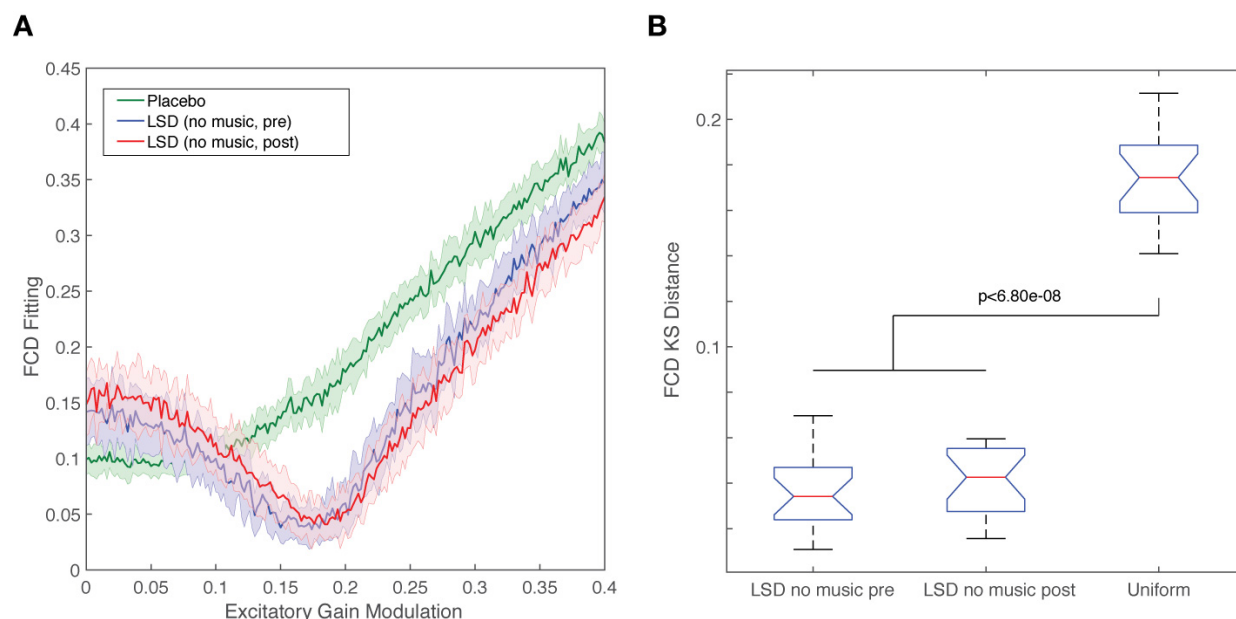 A
B
0.45
0.4
0.35
0.3
0.25
0.2
0.15
0.1
0.05
0
FCD Fitting
Placebo
LSD (no music, pre)
LSD (no music, post)
0 0.05 0.1 0.15 0.2 0.25 0.3 0.35 0.4
Excitatory Gain Modulation
0.2
0.1
FCD KS Distance
p<6.80e-08
LSD no music pre LSD no music post Uniform